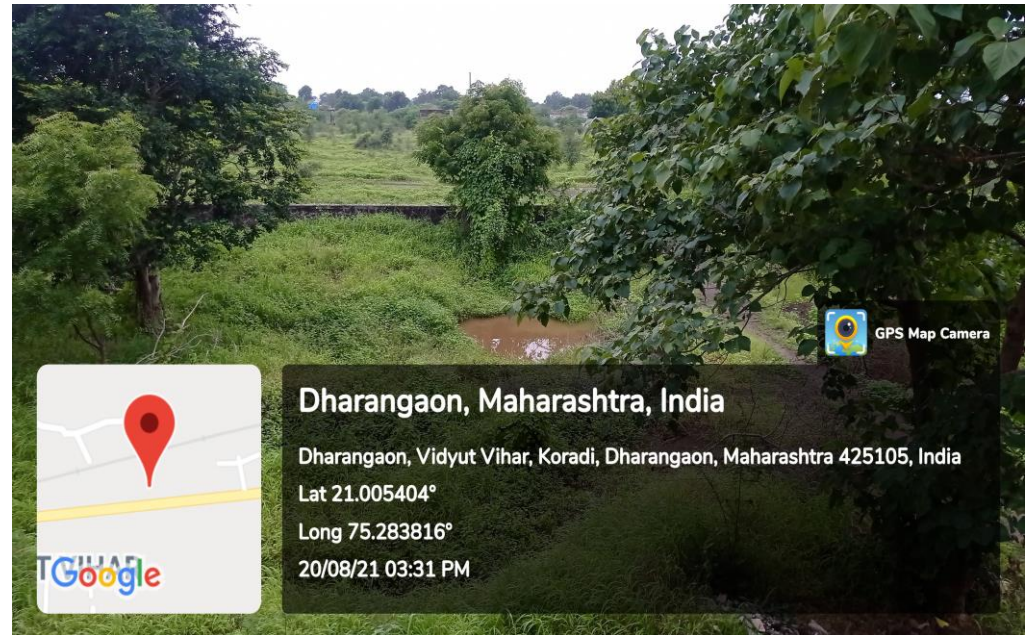 GPS Map Camera
Dharangaon, Maharashtra, India
Dharangaon, Vidyut Vihar, Koradi, Dharangaon, Maharashtra 425105, India
Lat 21.005404°
Long 75.283816°
20/08/21 03:31 PM
Google